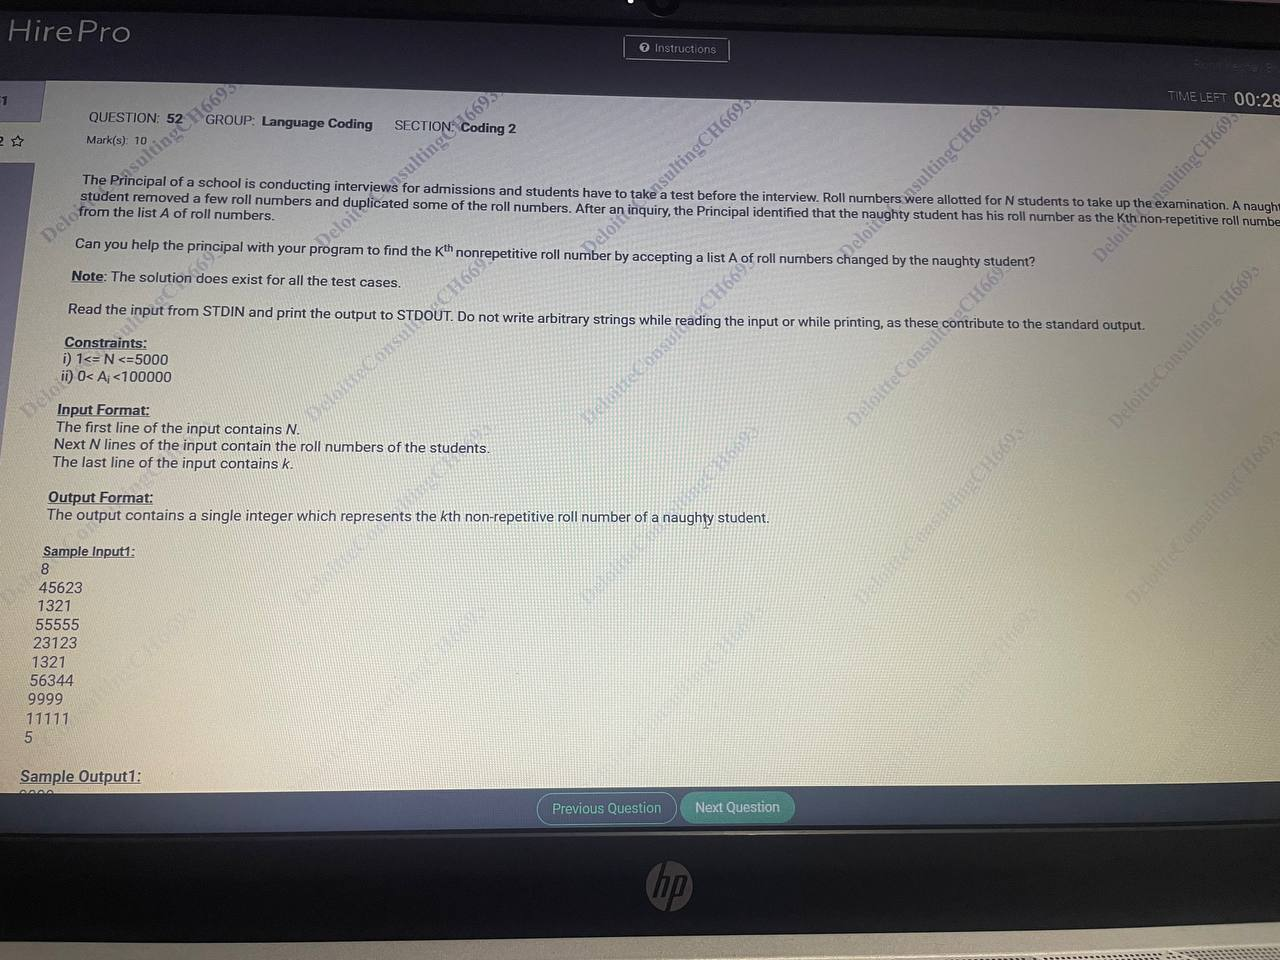 HirePro
Instructions
TIME LEFT 00:28
1
QUESTION: 52 GROUP: Language Coding SECTION: Coding 2
2
Mark(s): 10
The Principal of a school is conducting interviews for admissions and students have to take a test before the interview. Roll numbers were allotted for N students to take up the examination. A naugh
student removed a few roll numbers and duplicated some of the roll numbers. After an inquiry, the Principal identified that the naughty student has his roll number as the Kth non-repetitive roll numbe
from the list A of roll numbers.
Can you help the principal with your program to find the Kth nonrepetitive roll number by accepting a list A of roll numbers changed by the naughty student?
Note: The solution does exist for all the test cases.
Read the input from STDIN and print the output to STDOUT. Do not write arbitrary strings while reading the input or while printing, as these contribute to the standard output.
Constraints:
i) 1<= N <=5000
ii) 0< Ai <100000
Input Format:
The first line of the input contains N.
Next N lines of the input contain the roll numbers of the students.
The last line of the input contains k.
Output Format:
The output contains a single integer which represents the kth non-repetitive roll number of a naughty student.
Sample Input1:
8
45623
1321
55555
23123
1321
56344
9999
11111
5
Sample Output1:
Previous Question
Next Question
hp
DeloitteConsultingCH6693